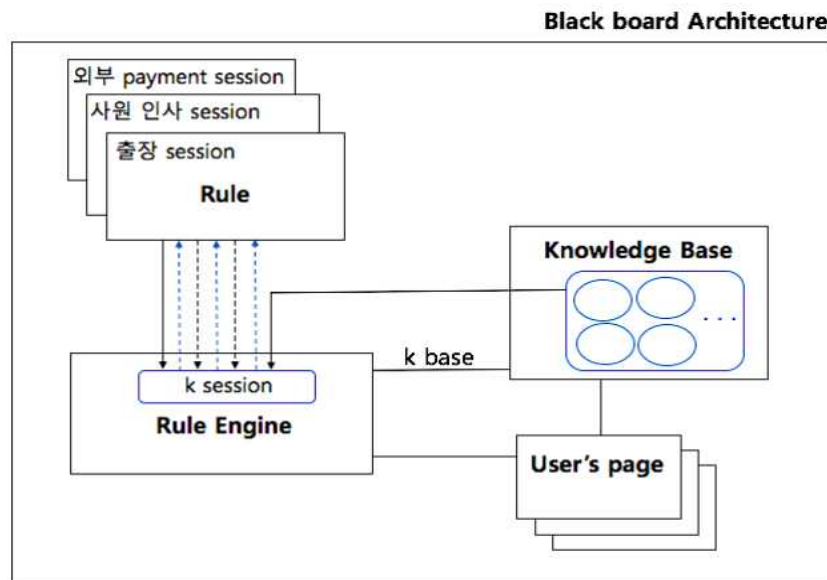 Black board Architecture
외부 payment session
사원 인사 session
출장 session
Rule
Knowledge Base
. . .
k base
k session
Rule Engine
User's page